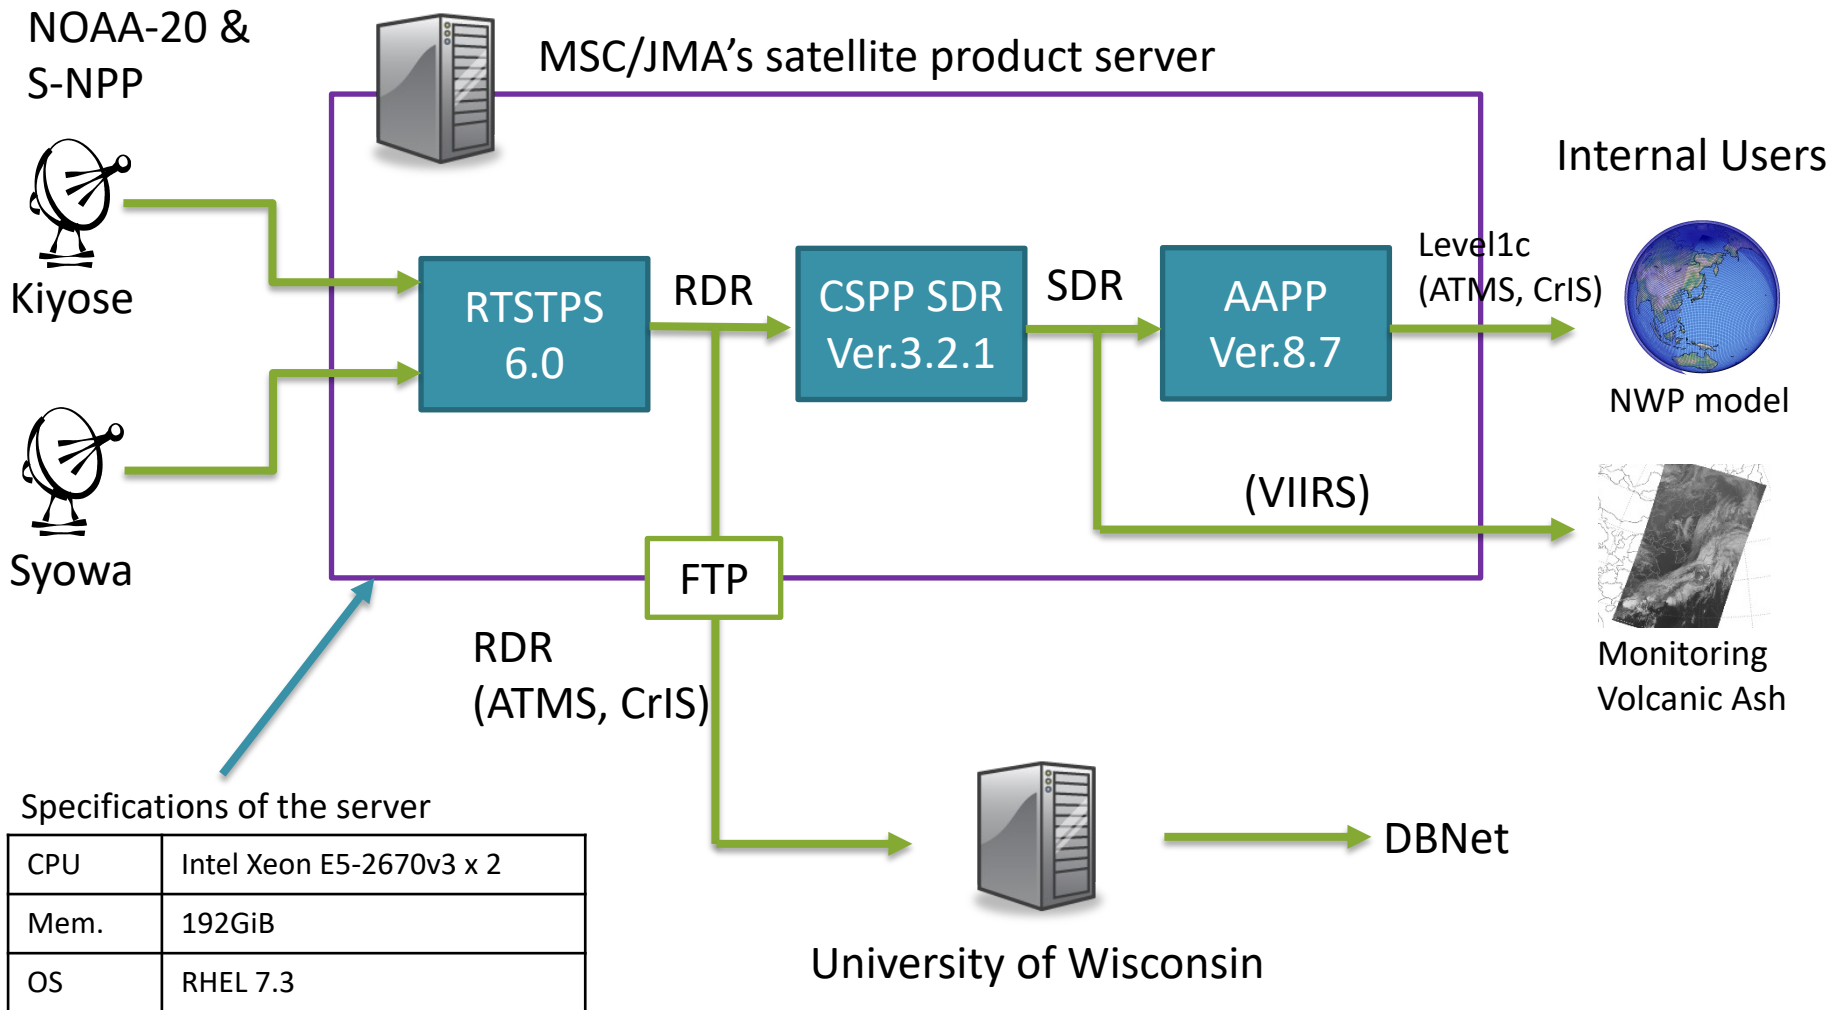 NOAA-20 &
S-NPP
MSC/JMA’s satellite product server
Internal Users
Kiyose
RTSTPS
6.0
RDR
CSPP SDR
Ver.3.2.1
SDR
AAPP
Ver.8.7
Level1c
(ATMS, CrIS)
NWP model
Syowa
(VIIRS)
FTP
Monitoring
Volcanic Ash
RDR
(ATMS, CrIS)
Specifications of the server
CPU Intel Xeon E5-2670v3 x 2
Mem. 192GiB
OS RHEL 7.3
DBNet
University of Wisconsin